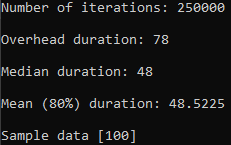 Number of iterations: 250000
Overhead duration: 78
Median duration: 48
Mean (80%) duration: 48.5225
Sample data [100]